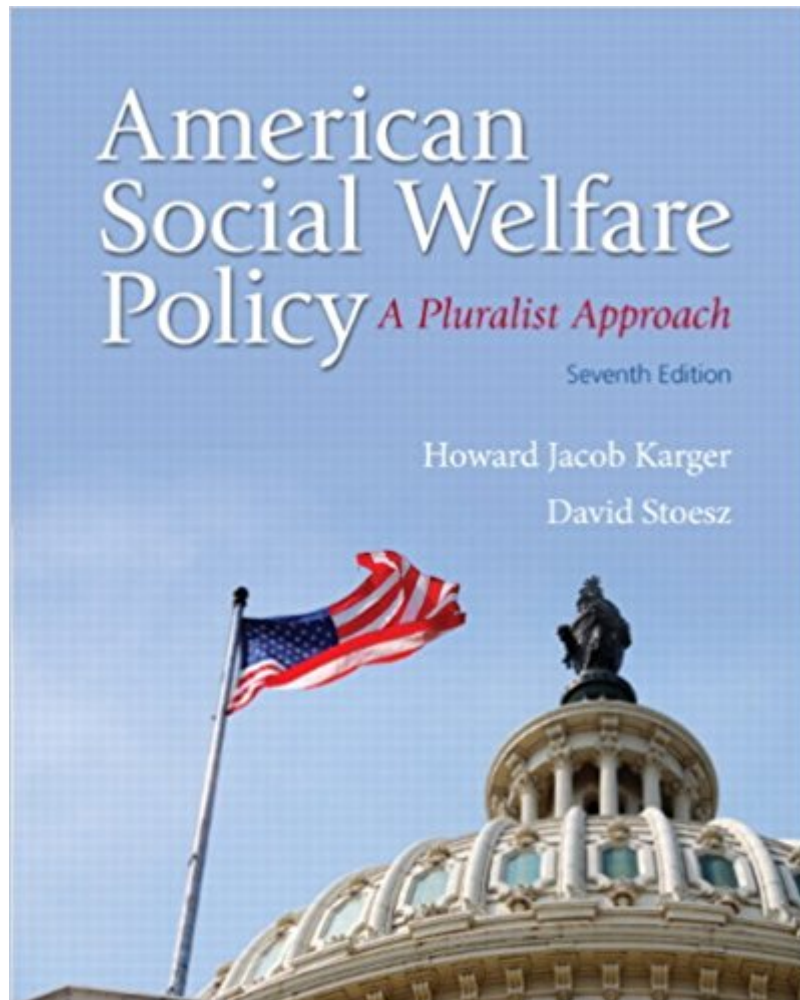 American
Social Welfare
Policy A Pluralist Approach
Seventh Edition
Howard Jacob Karger
David Stoesz